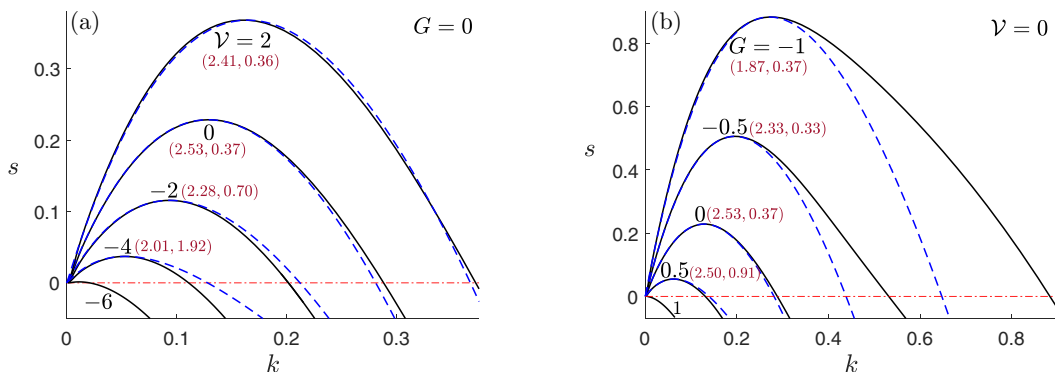 (a)
G = 0
𝒱 = 2
(2.41, 0.36)
0
(2.53, 0.37)
−2 (2.28, 0.70)
−4 (2.01, 1.92)
−6
s
0.3
0.2
0.1
0
0 0.1 0.2 0.3
k
(b)
𝒱 = 0
G = −1
(1.87, 0.37)
−0.5 (2.33, 0.33)
0 (2.53, 0.37)
0.5 (2.50, 0.91)
1
s
0.8
0.6
0.4
0.2
0
0 0.2 0.4 0.6 0.8
k